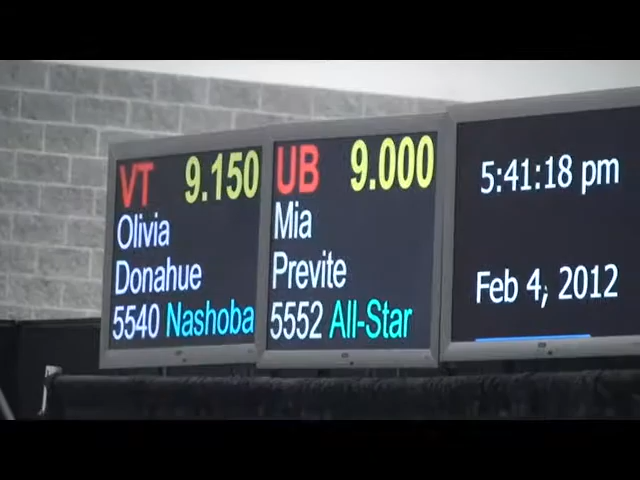 VT 9.150
Olivia
Donahue
5540 Nashoba
UB 9.000
Mia
Previte
5552 All-Star
5:41:18 pm
Feb 4, 2012